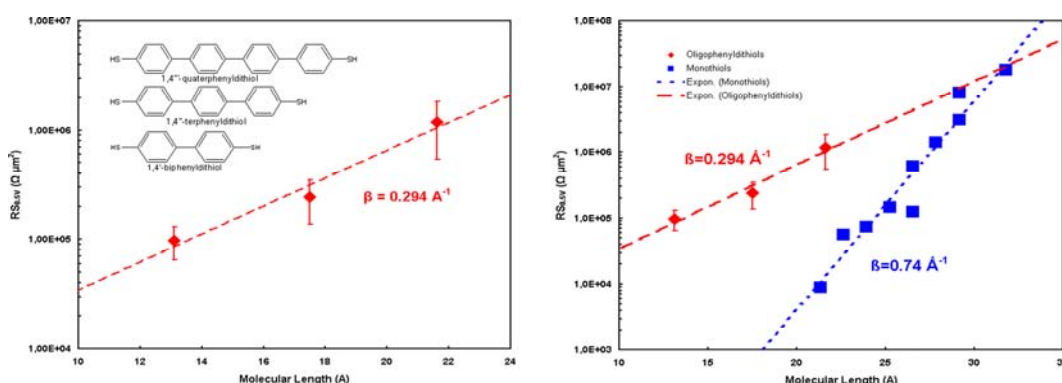 1,00E+07
1,00E+06
1,00E+05
1,00E+04
RS0,5V (Ω μm²)
HS
SH
1,4'''- quaterphenyldithiol
HS
SH
1,4''-terphenyldithiol
HS
SH
1,4'-biphenyldithiol
β = 0.294 A-1
10 12 14 16 18 20 22 24
Molecular Length (A)
1,0E+08
1,0E+07
1,0E+06
1,0E+05
1,0E+04
1,0E+03
RS0,5V (Ω μm²)
Oligophenyldithiols
Monothiols
Expon. (Monothiols)
Expon. (Oligophenyldithiols)
ß=0.294 Å-1
ß=0.74 Å-1
10 15 20 25 30
Molecular Length (A)